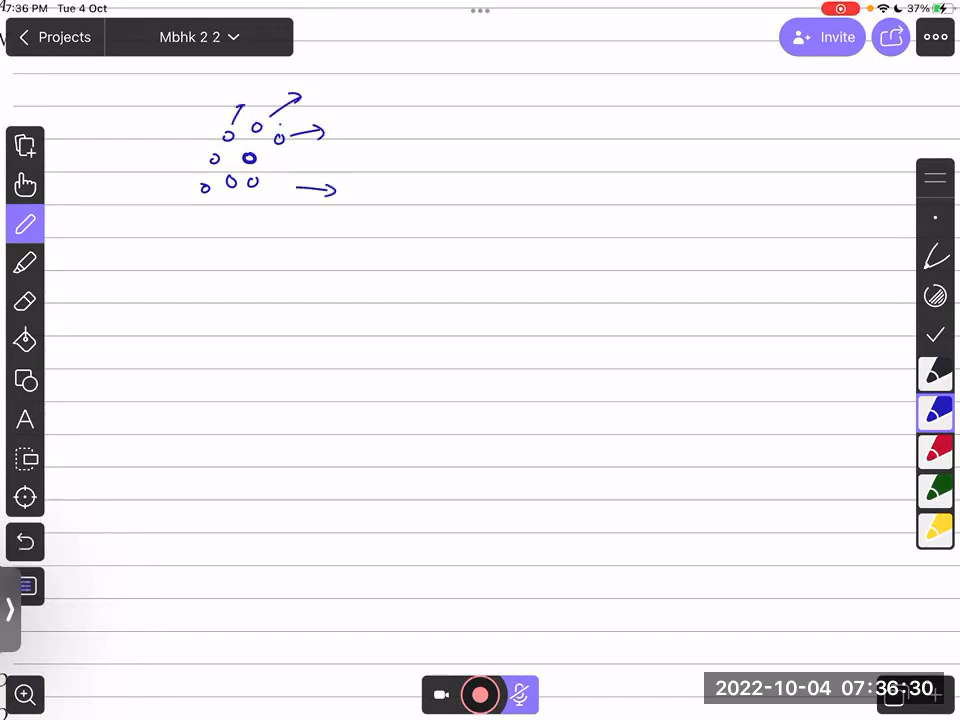 7:36 PM Tue 4 Oct
37%
Projects
Mbhk 2 2
Invite
A
2022-10-04 07:36:30